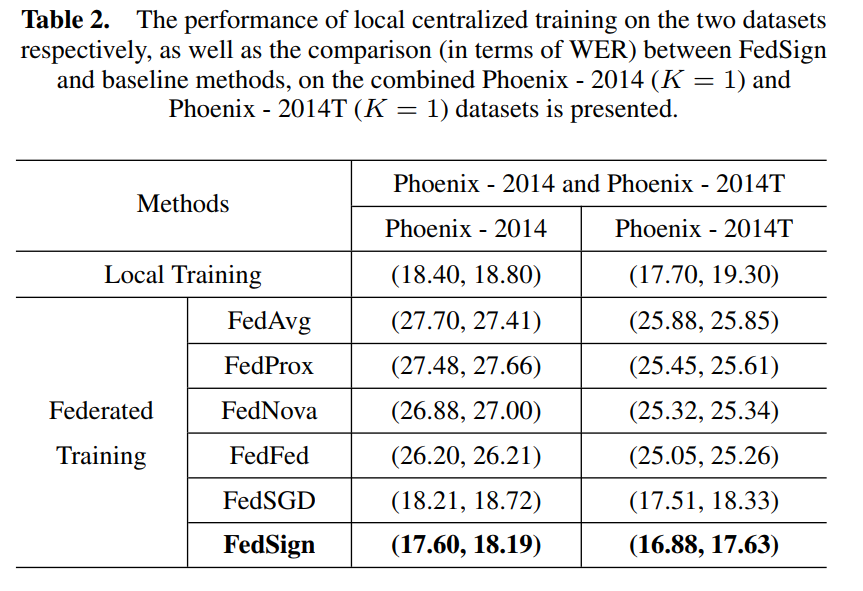 Table 2. The performance of local centralized training on the two datasets
respectively, as well as the comparison (in terms of WER) between FedSign
and baseline methods, on the combined Phoenix - 2014 (K = 1) and
Phoenix - 2014T (K = 1) datasets is presented.
Methods
Phoenix - 2014 and Phoenix - 2014T
Phoenix - 2014 Phoenix - 2014T
Local Training (18.40, 18.80) (17.70, 19.30)
Federated Training
FedAvg (27.70, 27.41) (25.88, 25.85)
FedProx (27.48, 27.66) (25.45, 25.61)
FedNova (26.88, 27.00) (25.32, 25.34)
FedFed (26.20, 26.21) (25.05, 25.26)
FedSGD (18.21, 18.72) (17.51, 18.33)
FedSign (17.60, 18.19) (16.88, 17.63)